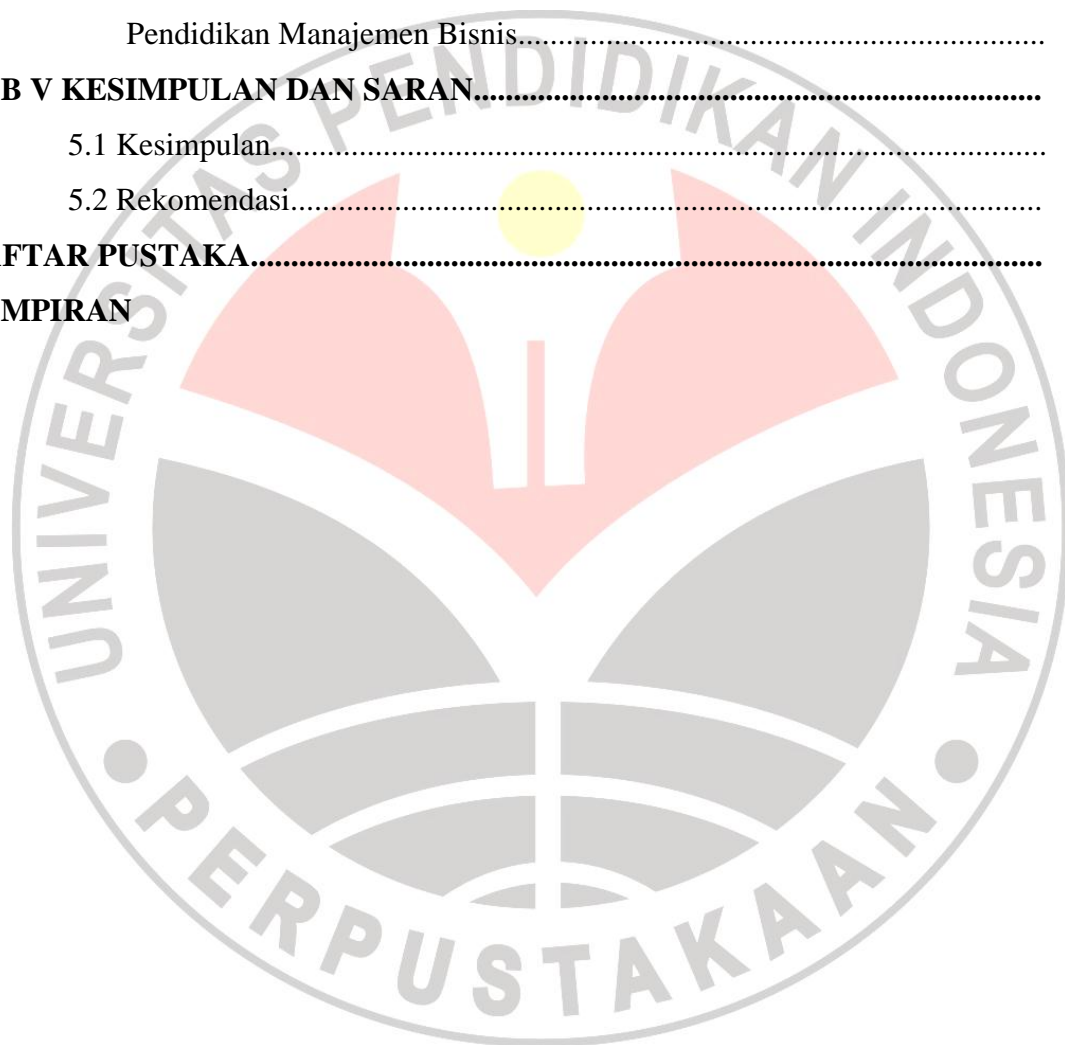 Pendidikan Manajemen Bisnis.................................................................
B V KESIMPULAN DAN SARAN......................................................................
5.1 Kesimpulan................................................................................................
5.2 Rekomendasi.............................................................................................
FTAR PUSTAKA..................................................................................................
MPIRAN
UNIVERSITAS PENDIDIKAN INDONESIA
PERPUSTAKAAN